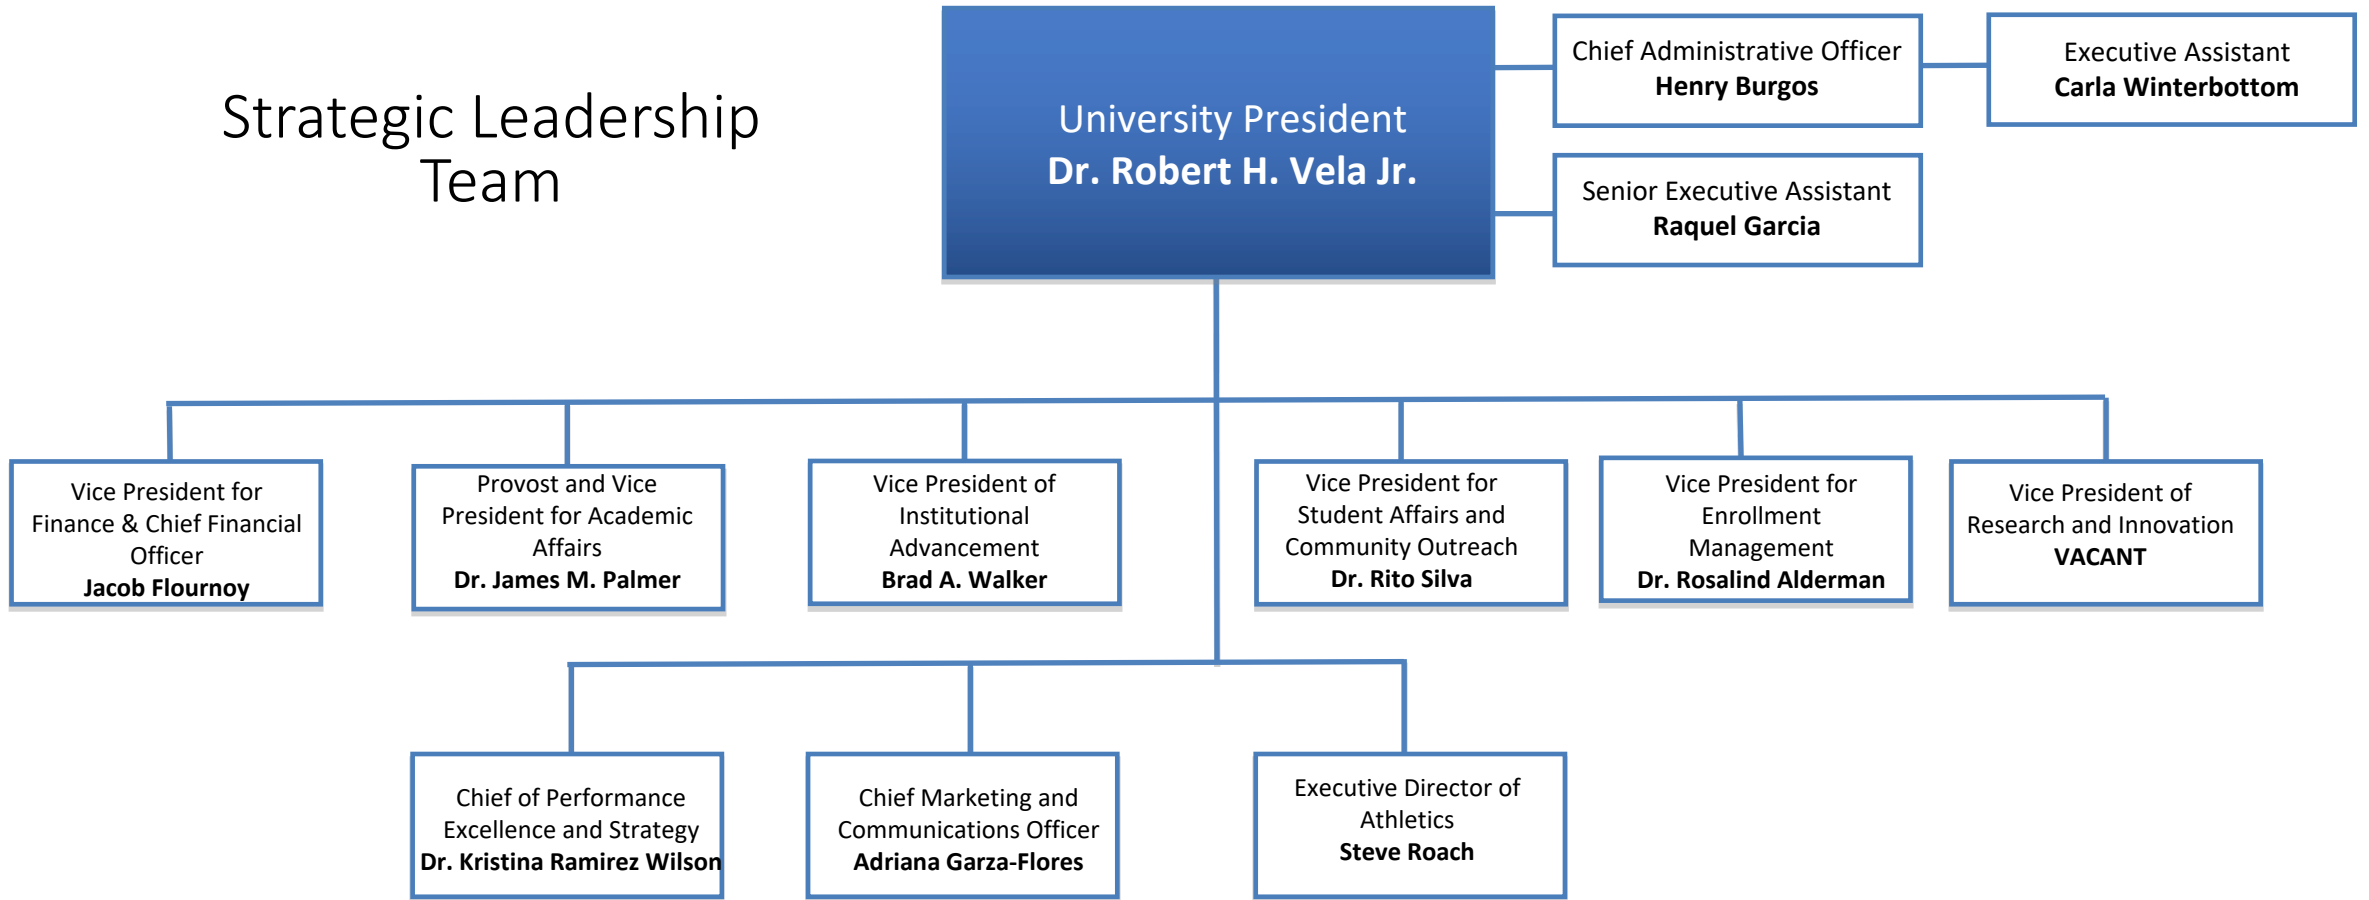 Strategic Leadership
Team
University President
Dr. Robert H. Vela Jr.
Chief Administrative Officer
Henry Burgos
Executive Assistant
Carla Winterbottom
Senior Executive Assistant
Raquel Garcia
Vice President for
Finance & Chief Financial
Officer
Jacob Flournoy
Provost and Vice
President for Academic
Affairs
Dr. James M. Palmer
Vice President of
Institutional
Advancement
Brad A. Walker
Vice President for
Student Affairs and
Community Outreach
Dr. Rito Silva
Vice President for
Enrollment
Management
Dr. Rosalind Alderman
Vice President of
Research and Innovation
VACANT
Chief of Performance
Excellence and Strategy
Dr. Kristina Ramirez Wilson
Chief Marketing and
Communications Officer
Adriana Garza-Flores
Executive Director of
Athletics
Steve Roach